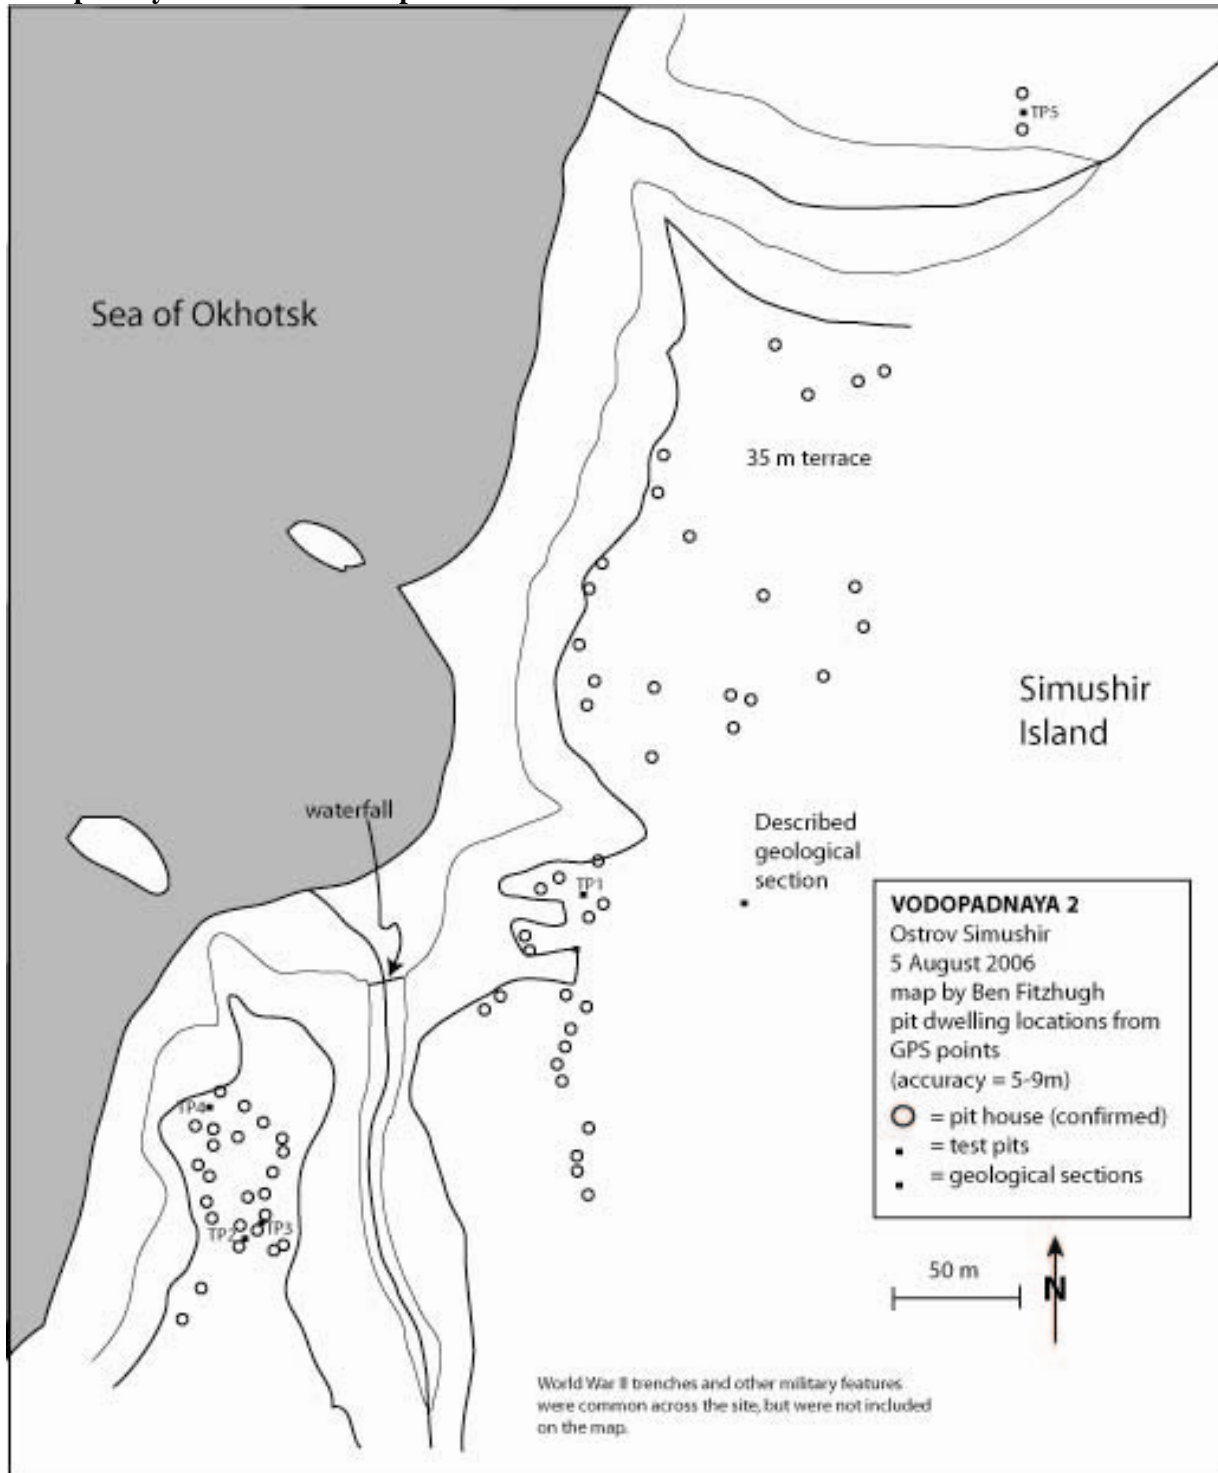 TP5
Sea of Okhotsk
35 m terrace
Simushir
Island
waterfall
Described
geological
section
TP1
VODOPADNAYA 2
Ostrov Simushir
5 August 2006
map by Ben Fitzhugh
pit dwelling locations from
GPS points
(accuracy = 5-9m)
= pit house (confirmed)
= test pits
= geological sections
TP4
TP2
TP3
50 m
N
World War II trenches and other military features
were common across the site, but were not included
on the map.